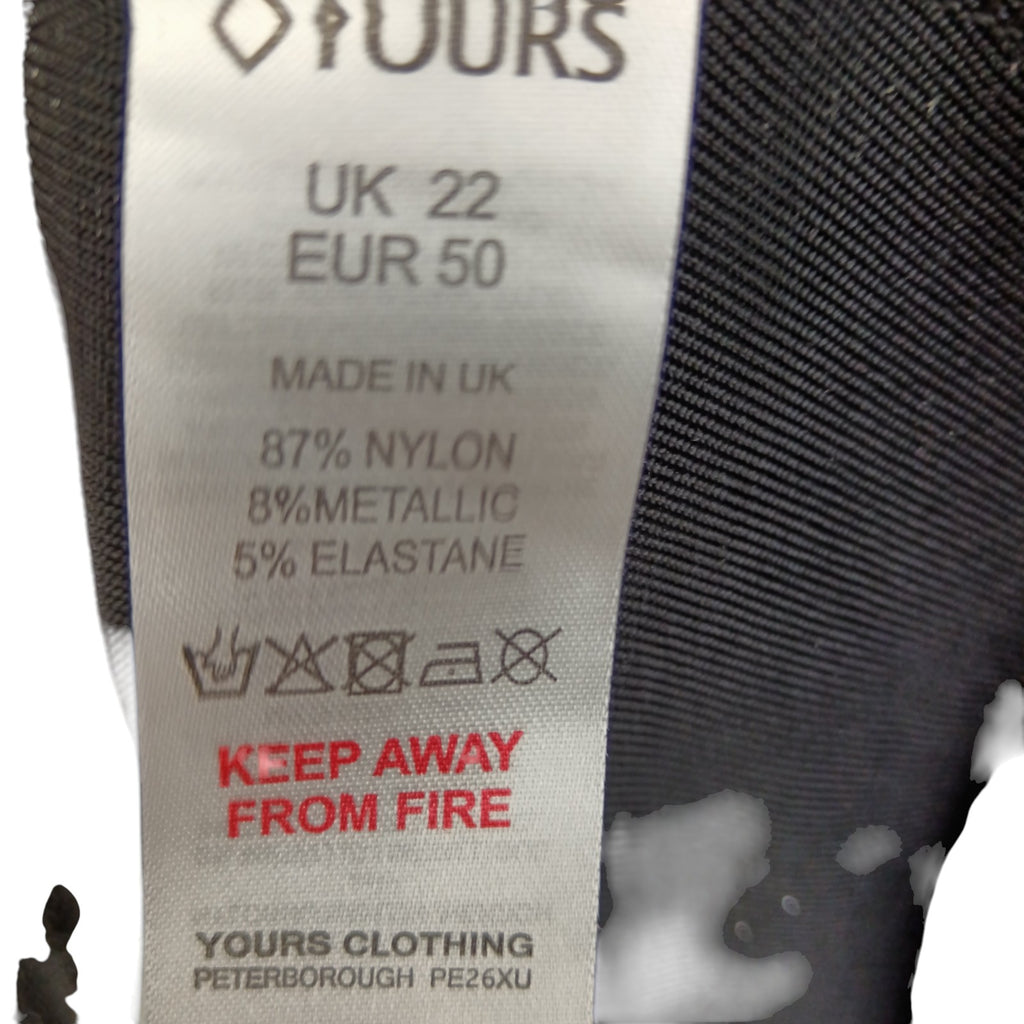 YOURS
UK 22
EUR 50
MADE IN UK
87% NYLON
8%METALLIC
5% ELASTANE
KEEP AWAY
FROM FIRE
YOURS CLOTHING
PETERBOROUGH PE26XU